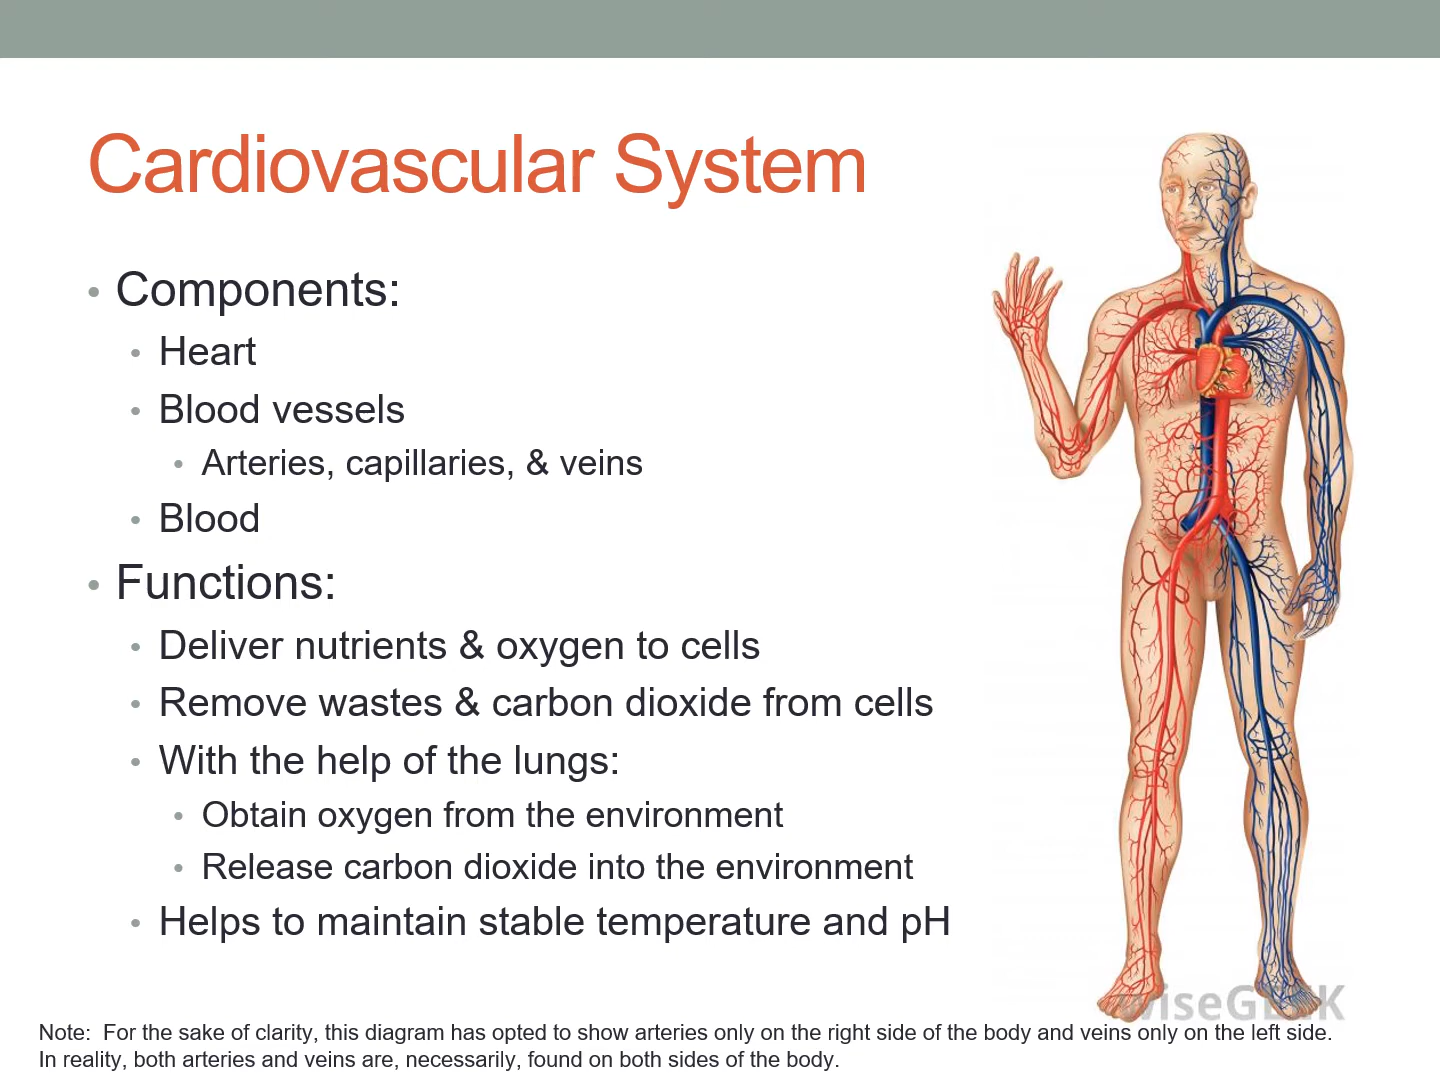 Cardiovascular System
• Components:
• Heart
• Blood vessels
• Arteries, capillaries, & veins
• Blood
• Functions:
• Deliver nutrients & oxygen to cells
• Remove wastes & carbon dioxide from cells
• With the help of the lungs:
• Obtain oxygen from the environment
• Release carbon dioxide into the environment
• Helps to maintain stable temperature and pH
wiseGEEK
Note:  For the sake of clarity, this diagram has opted to show arteries only on the right side of the body and veins only on the left side.
In reality, both arteries and veins are, necessarily, found on both sides of the body.